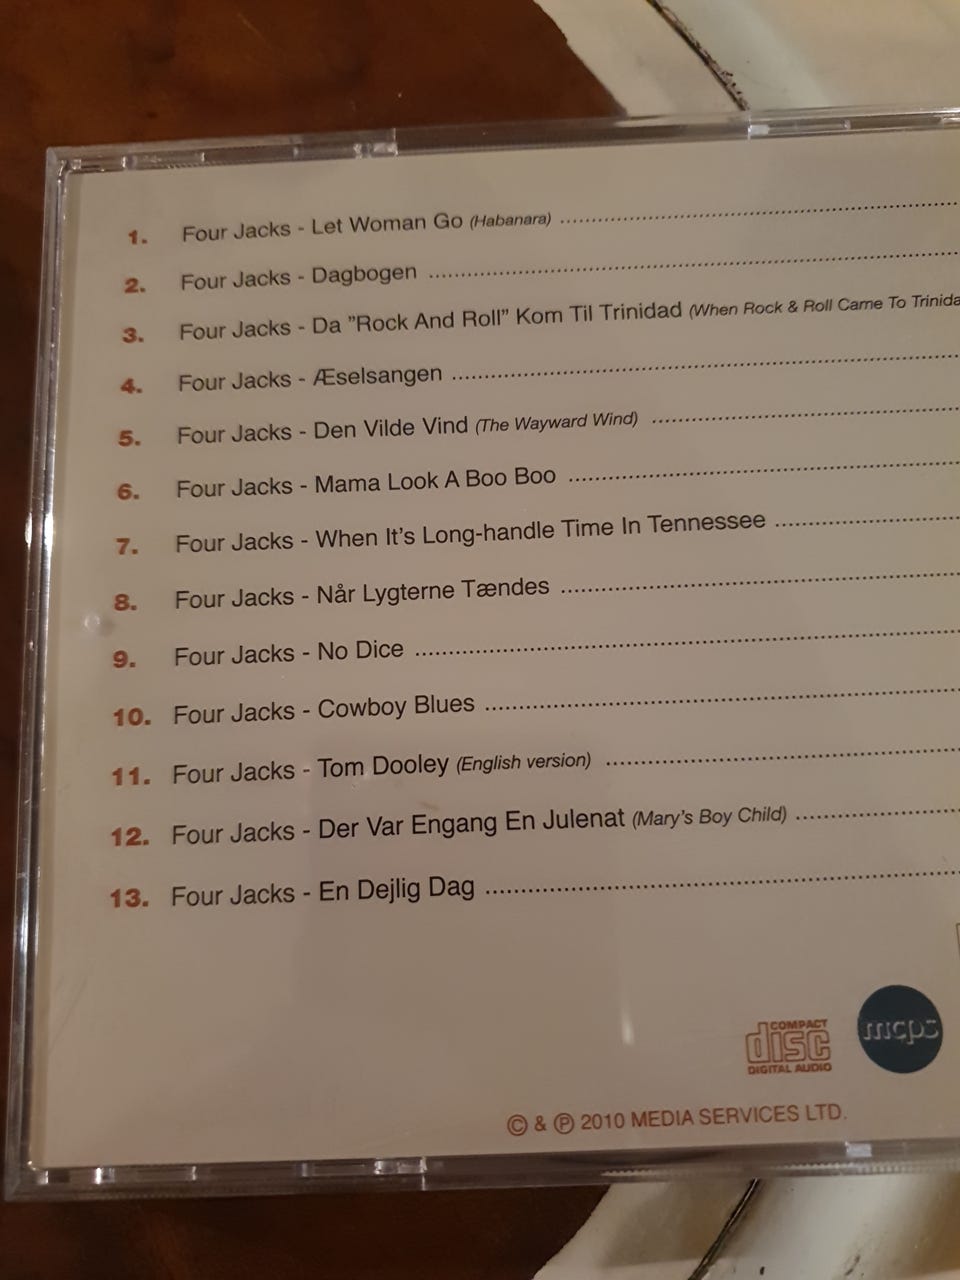 1. Four Jacks - Let Woman Go (Habanara)
2. Four Jacks - Dagbogen
3. Four Jacks - Da ”Rock And Roll” Kom Til Trinidad (When Rock & Roll Came To Trinida
4. Four Jacks - Æselsangen
5. Four Jacks - Den Vilde Vind (The Wayward Wind)
6. Four Jacks - Mama Look A Boo Boo
7. Four Jacks - When It's Long-handle Time In Tennessee
8. Four Jacks - Når Lygterne Tændes
9. Four Jacks - No Dice
10. Four Jacks - Cowboy Blues
11. Four Jacks - Tom Dooley (English version)
12. Four Jacks - Der Var Engang En Julenat (Mary's Boy Child)
13. Four Jacks - En Dejlig Dag
COMPACT
disc
DIGITAL AUDIO
mcps
© & ℗ 2010 MEDIA SERVICES LTD.